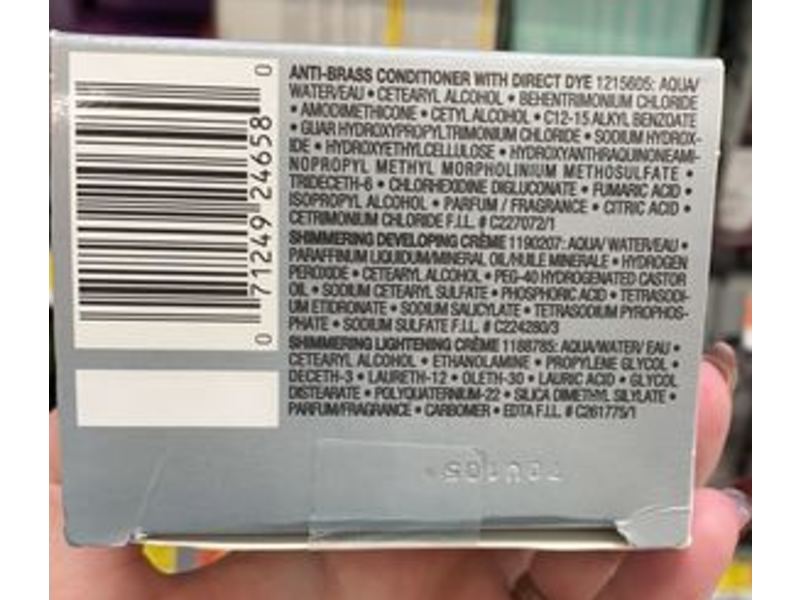 ANTI-BRASS CONDITIONER WITH DIRECT DYE 1215605: AQUA/
WATER/EAU • CETEARYL ALCOHOL • BEHENTRIMONIUM CHLORIDE
• AMODIMETHICONE • CETYL ALCOHOL • C12-15 ALKYL BENZOATE
• GUAR HYDROXYPROPYLTRIMONIUM CHLORIDE • SODIUM HYDROX-
IDE • HYDROXYETHYLCELLULOSE • HYDROXYANTHRAQUINONEAMI-
NOPROPYL METHYL MORPHOLINIUM METHOSULFATE •
TRIDECETH-6 • CHLORHEXIDINE DIGLUCONATE • FUMARIC ACID •
ISOPROPYL ALCOHOL • PARFUM / FRAGRANCE • CITRIC ACID •
CETRIMONIUM CHLORIDE F.I.L. # C227072/1
SHIMMERING DEVELOPING CRÈME 1190207: AQUA/ WATER/EAU •
PARAFFINUM LIQUIDUM/MINERAL OIL/HUILE MINERALE • HYDROGEN
PEROXIDE • CETEARYL ALCOHOL • PEG-40 HYDROGENATED CASTOR
OIL • SODIUM CETEARYL SULFATE • PHOSPHORIC ACID • TETRASODI-
UM ETIDRONATE • SODIUM SALICYLATE • TETRASODIUM PYROPHOS-
PHATE • SODIUM SULFATE F.I.L. # C224280/3
SHIMMERING LIGHTENING CRÈME 1188785: AQUA/WATER/ EAU •
CETEARYL ALCOHOL • ETHANOLAMINE • PROPYLENE GLYCOL •
DECETH-3 • LAURETH-12 • OLETH-30 • LAURIC ACID • GLYCOL
DISTEARATE • POLYQUATERNIUM-22 • SILICA DIMETHYL SILYLATE •
PARFUM/FRAGRANCE • CARBOMER • EDTA F.I.L. # C261775/1
0 71249 24658 0